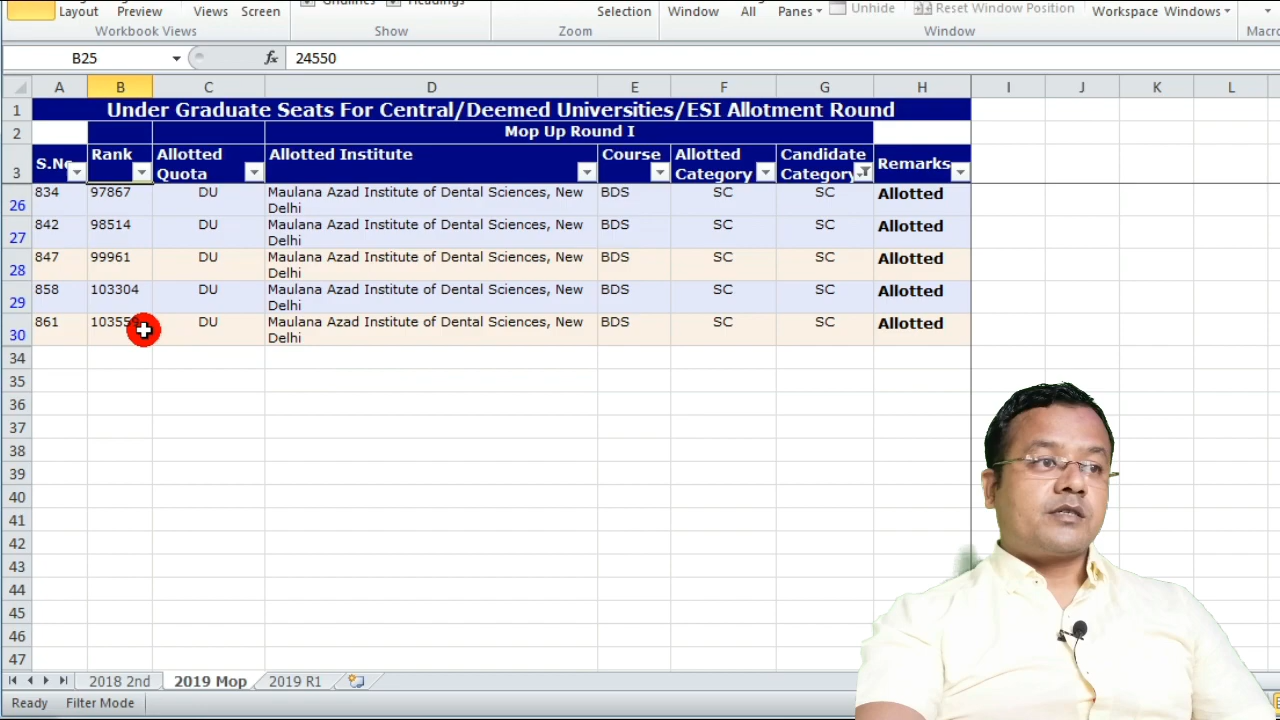 Gridlines Headings
Layout Preview Views Screen Selection Window All Panes Unhide Reset Window Position Workspace Windows
Workbook Views Show Zoom Window Macro
B25 fx 24550
A B C D E F G H I J K L
1 Under Graduate Seats For Central/Deemed Universities/ESI Allotment Round
2 Mop Up Round I
3 S.No Rank Allotted Quota Allotted Institute Course Allotted Category Candidate Category Remarks
26 834 97867 DU Maulana Azad Institute of Dental Sciences, New Delhi BDS SC SC Allotted
27 842 98514 DU Maulana Azad Institute of Dental Sciences, New Delhi BDS SC SC Allotted
28 847 99961 DU Maulana Azad Institute of Dental Sciences, New Delhi BDS SC SC Allotted
29 858 103304 DU Maulana Azad Institute of Dental Sciences, New Delhi BDS SC SC Allotted
30 861 103559 DU Maulana Azad Institute of Dental Sciences, New Delhi BDS SC SC Allotted
34
35
36
37
38
39
40
41
42
43
44
45
46
47
2018 2nd 2019 Mop 2019 R1
Ready Filter Mode